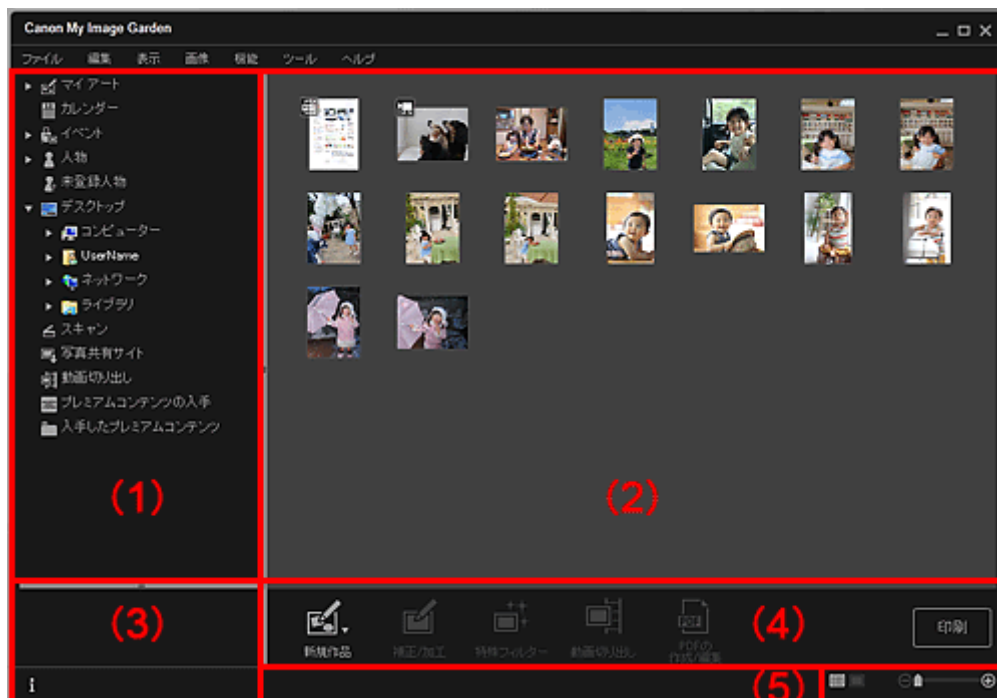 Canon My Image Garden
ファイル 編集 表示 画像 機能 ツール ヘルプ
マイ アート
カレンダー
イベント
人物
未登録人物
デスクトップ
コンピューター
UserName
ネットワーク
ライブラリ
スキャン
写真共有サイト
動画切り出し
プレミアムコンテンツの入手
入手したプレミアムコンテンツ
(1)
(2)
(3)
(4)
新規作品
補正/加工
特殊フィルター
動画切り出し
PDF
PDFの
作成/編集
印刷
(5)